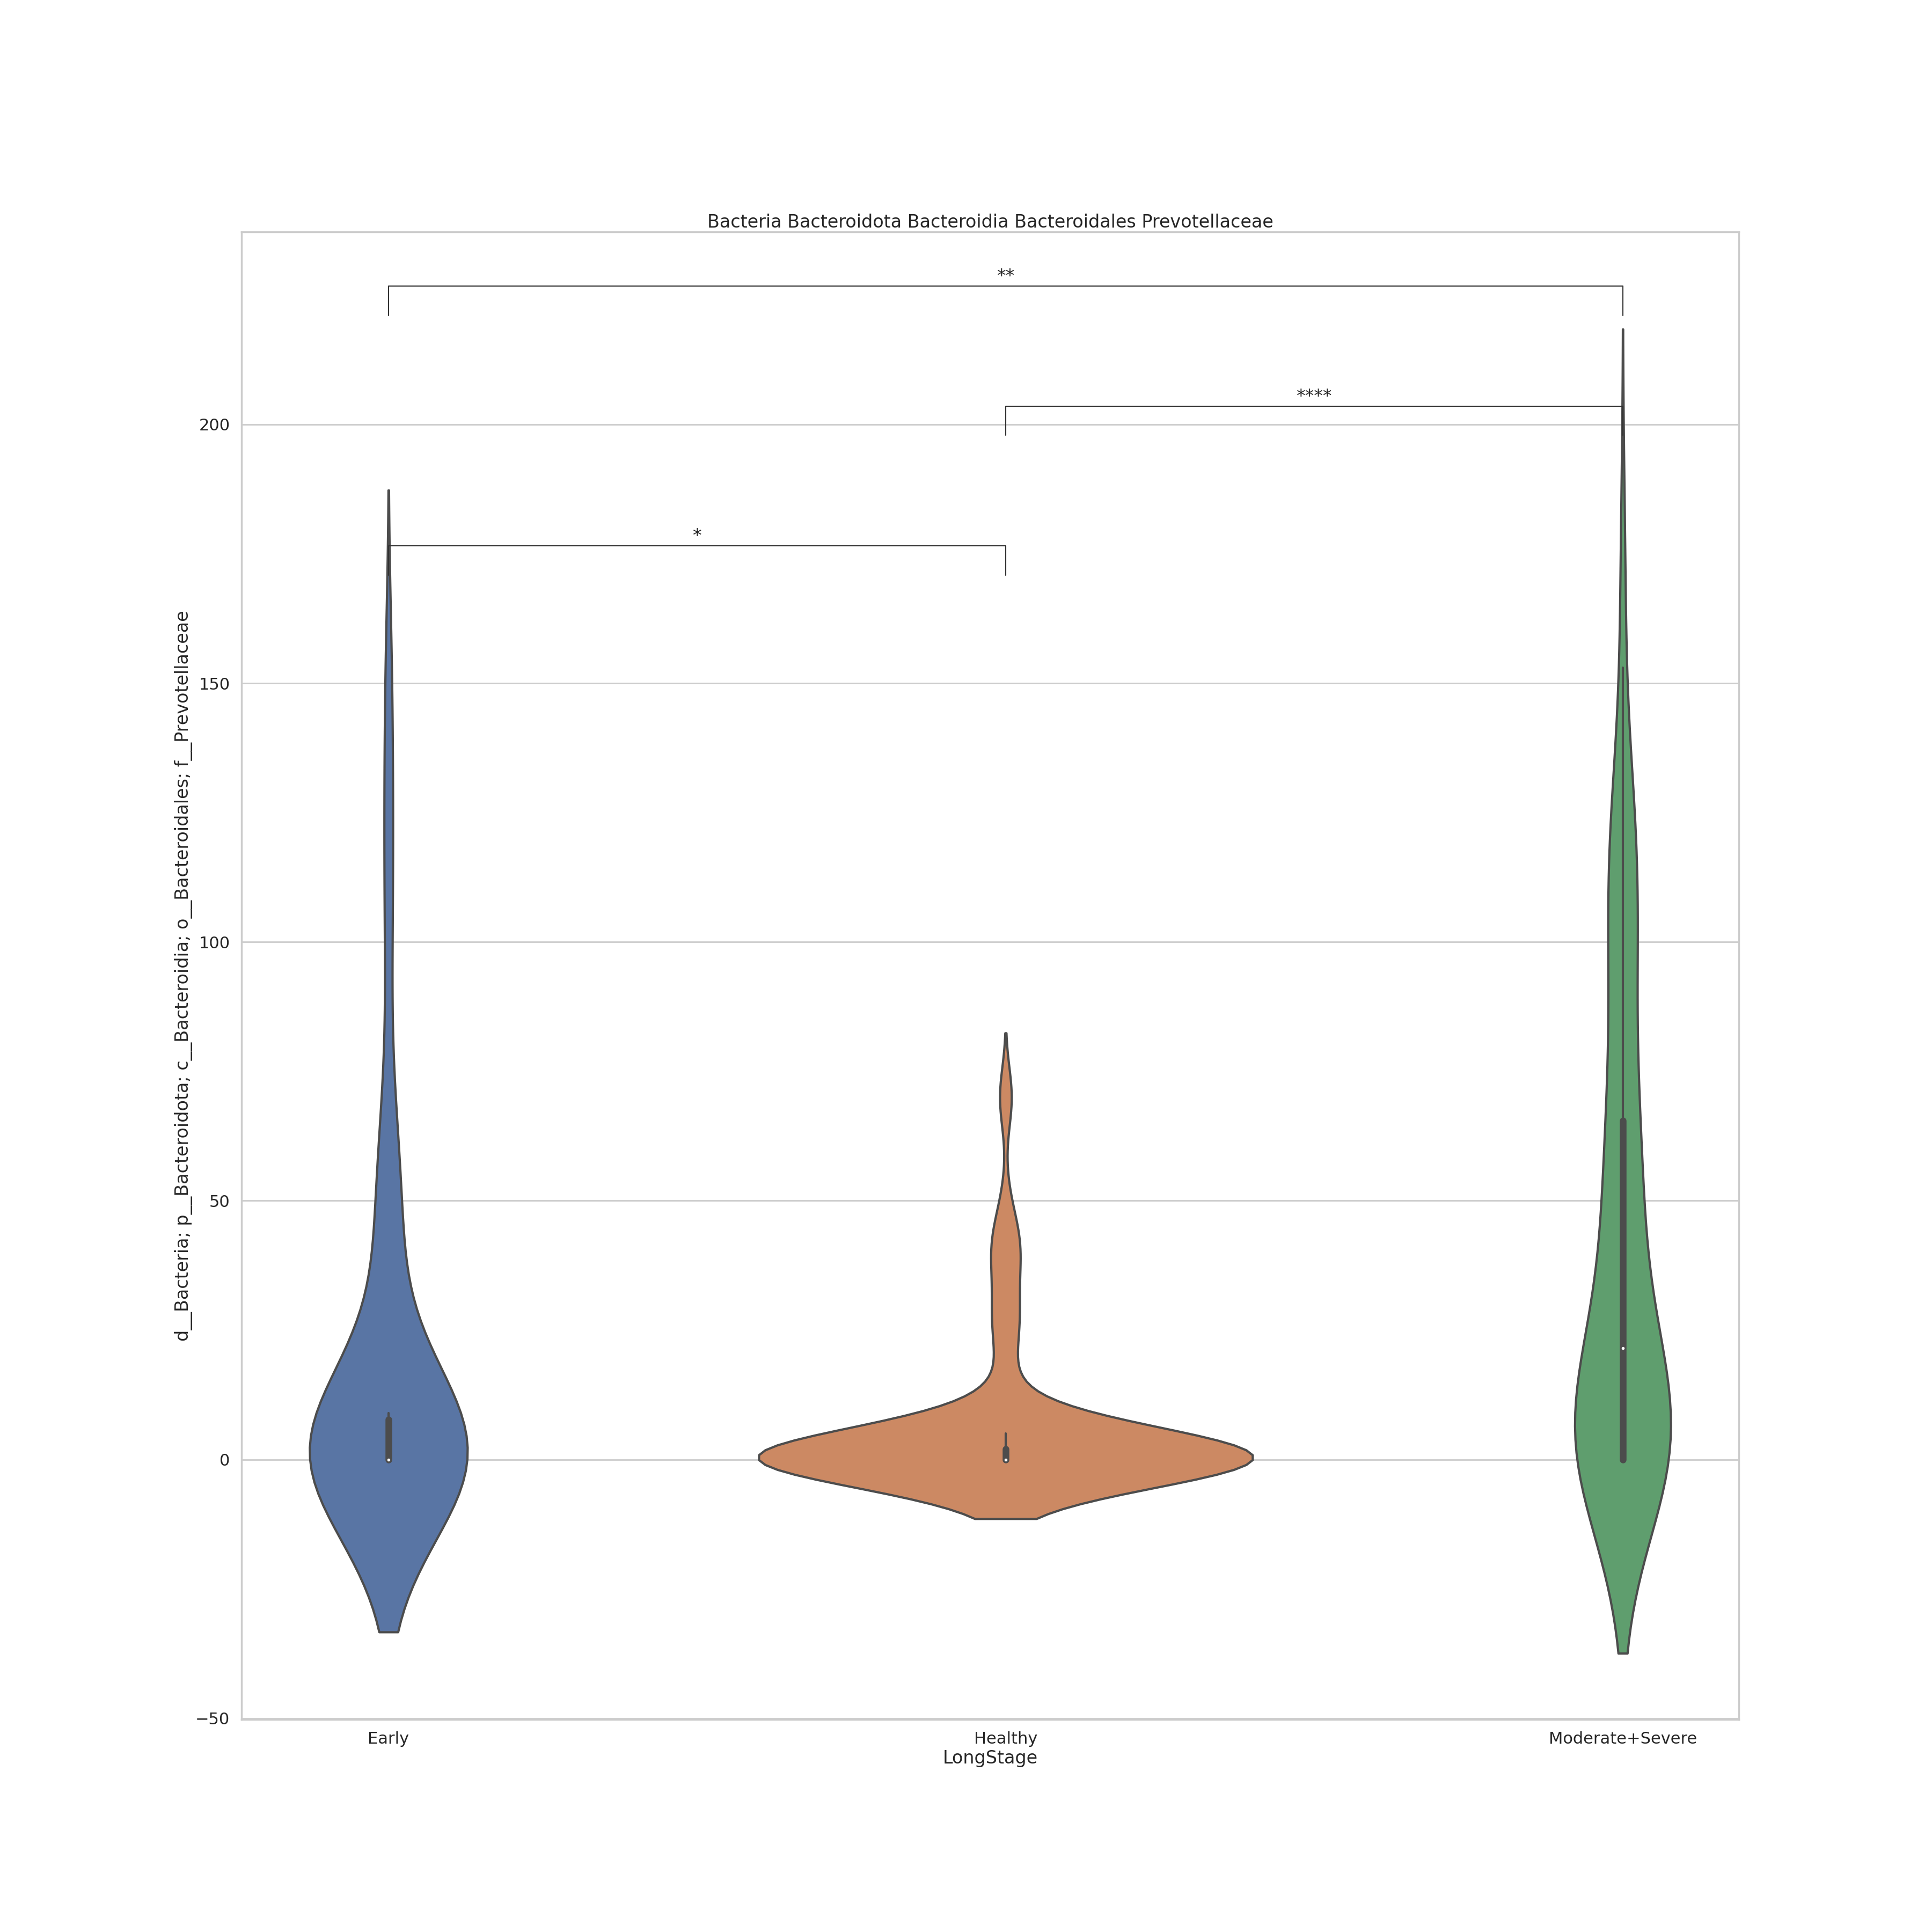 Bacteria Bacteroidota Bacteroidia Bacteroidales Prevotellaceae
**
****
*
200
150
100
50
0
−50
d__Bacteria; p__Bacteroidota; c__Bacteroidia; o__Bacteroidales; f__Prevotellaceae
Early Healthy Moderate+Severe
LongStage